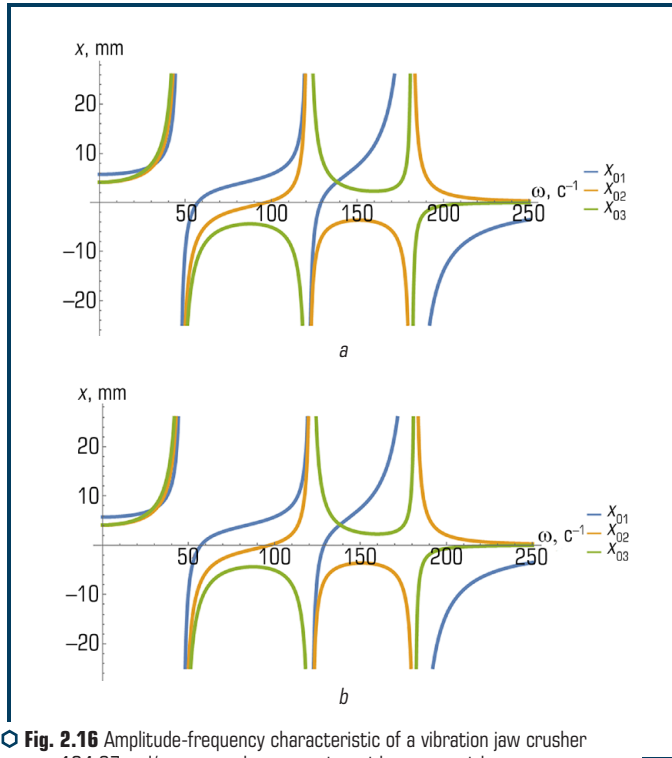 x, mm
20
10
50 100 150 200 250 ω, c⁻¹
−10
−20
X₀₁
X₀₂
X₀₃
a
x, mm
20
10
50 100 150 200 250 ω, c⁻¹
−10
−20
X₀₁
X₀₂
X₀₃
b
Fig. 2.16 Amplitude-frequency characteristic of a vibration jaw crusher